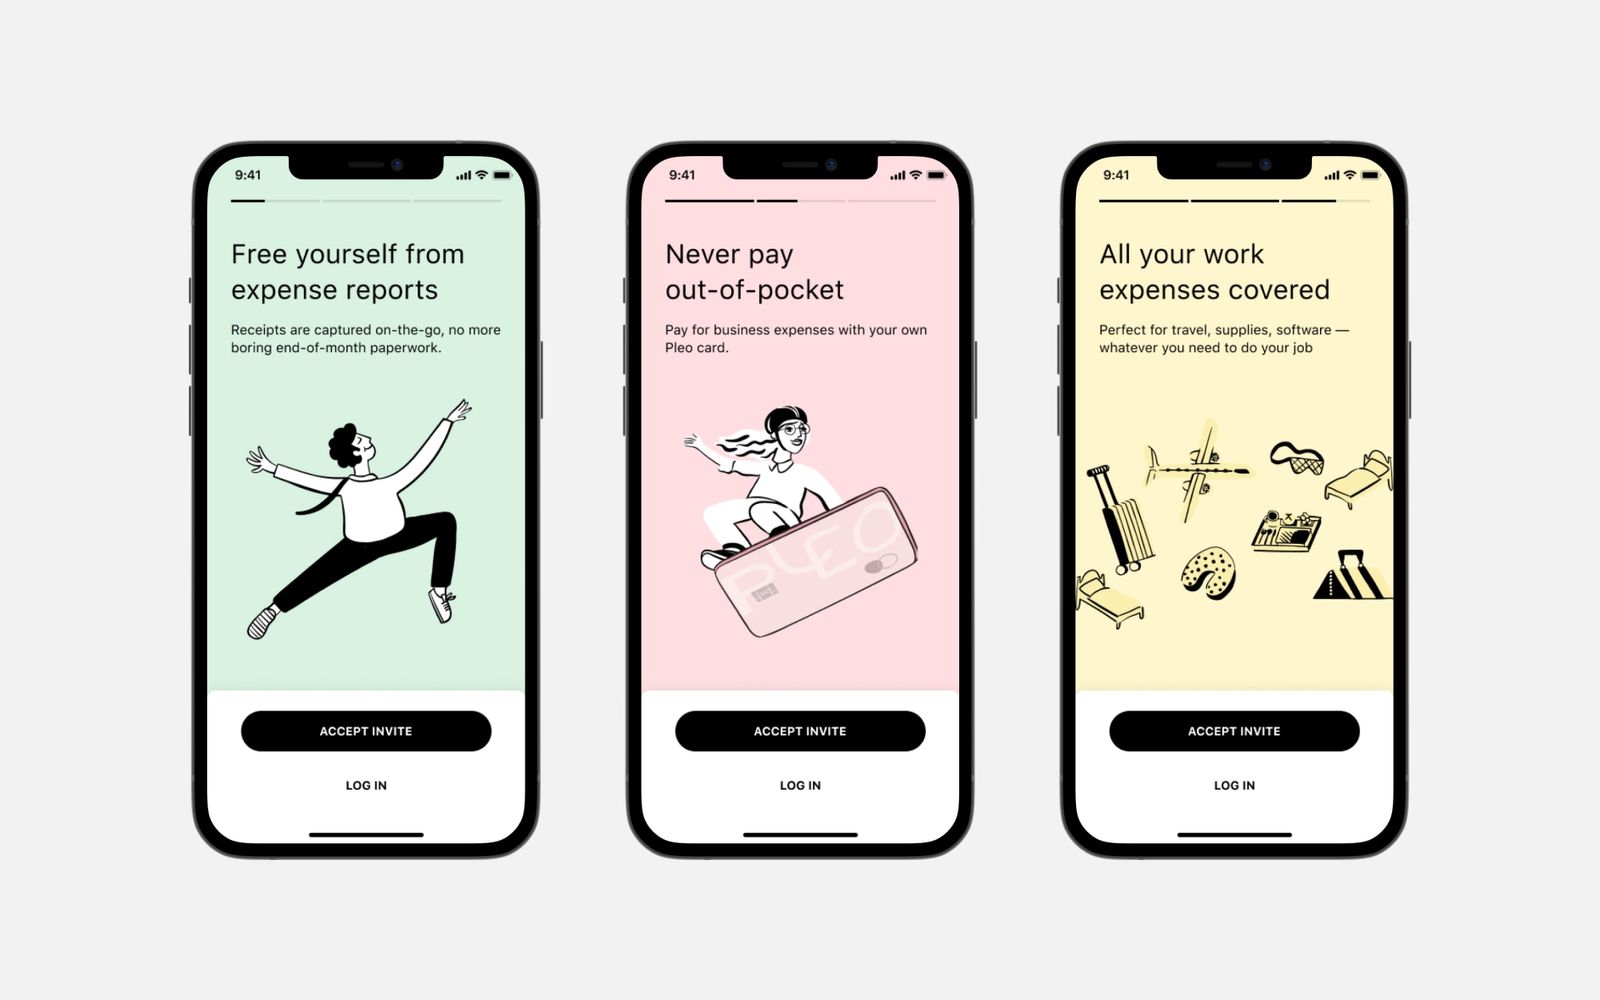 9:41
Free yourself from
expense reports
Receipts are captured on-the-go, no more
boring end-of-month paperwork.
ACCEPT INVITE
LOG IN
9:41
Never pay
out-of-pocket
Pay for business expenses with your own
Pleo card.
PLEO
ACCEPT INVITE
LOG IN
9:41
All your work
expenses covered
Perfect for travel, supplies, software —
whatever you need to do your job
ACCEPT INVITE
LOG IN